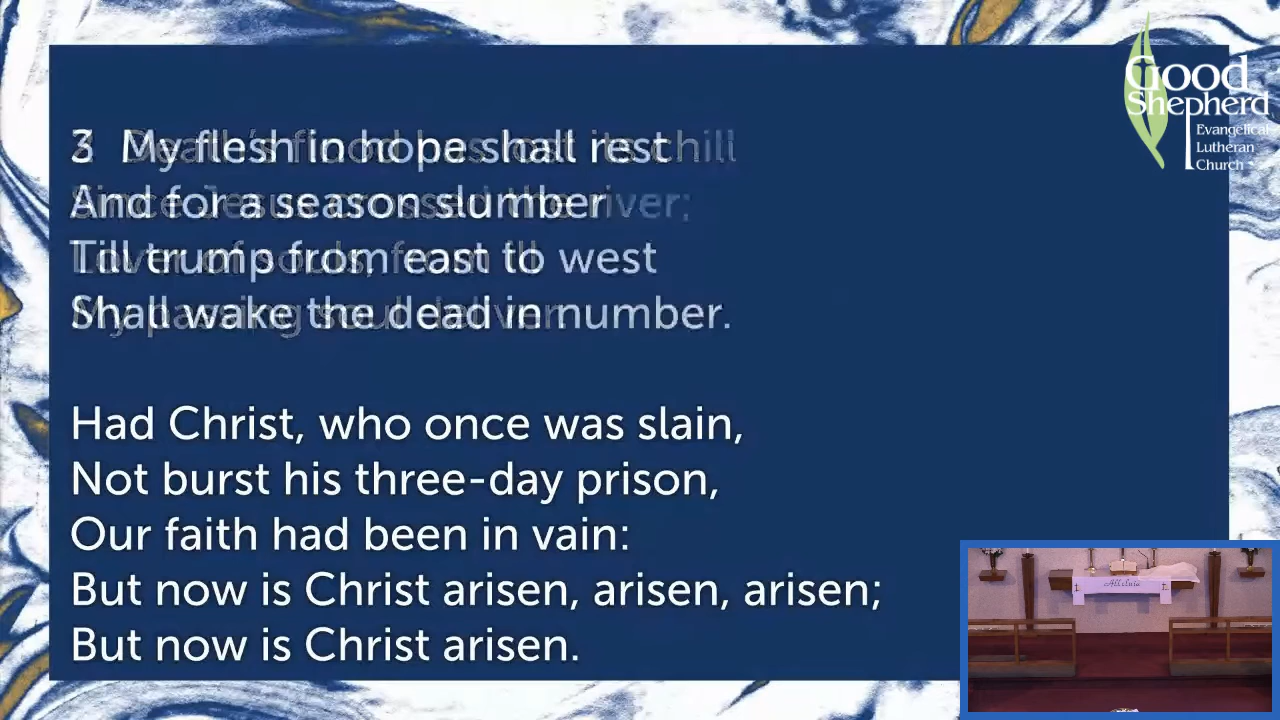 3 My flesh in hope shall rest
And for a season slumber
Till trump from east to west
Shall wake the dead in number.
Had Christ, who once was slain,
Not burst his three-day prison,
Our faith had been in vain:
But now is Christ arisen, arisen, arisen;
But now is Christ arisen.
Good
Shepherd
Evangelical
Lutheran
Church
Alleluia